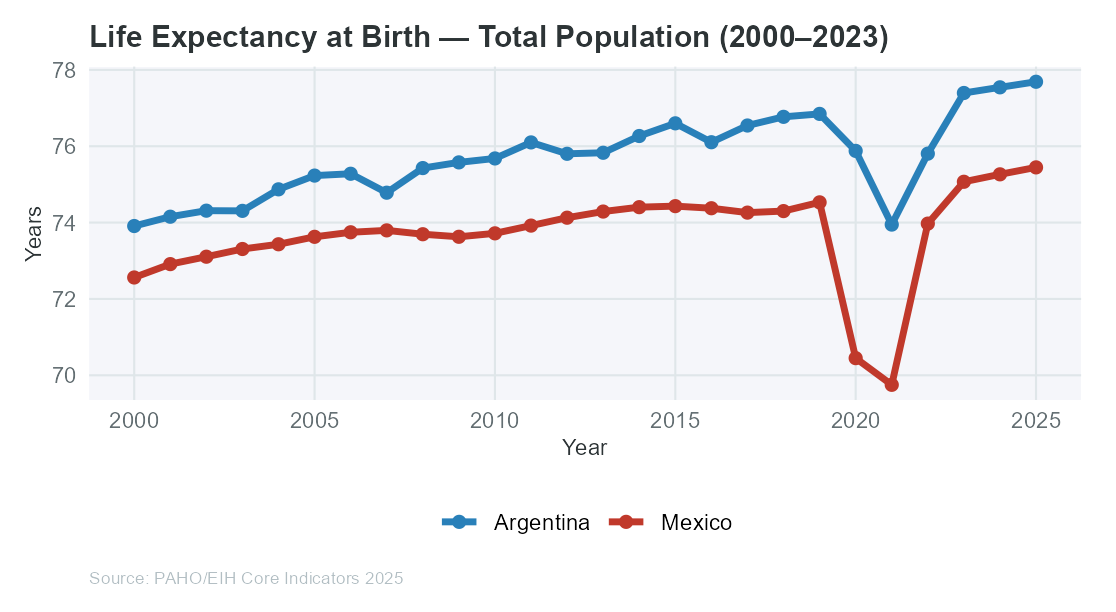 Life Expectancy at Birth — Total Population (2000–2023)
78
76
74
72
70
Years
2000 2005 2010 2015 2020 2025
Year
Argentina Mexico
Source: PAHO/EIH Core Indicators 2025